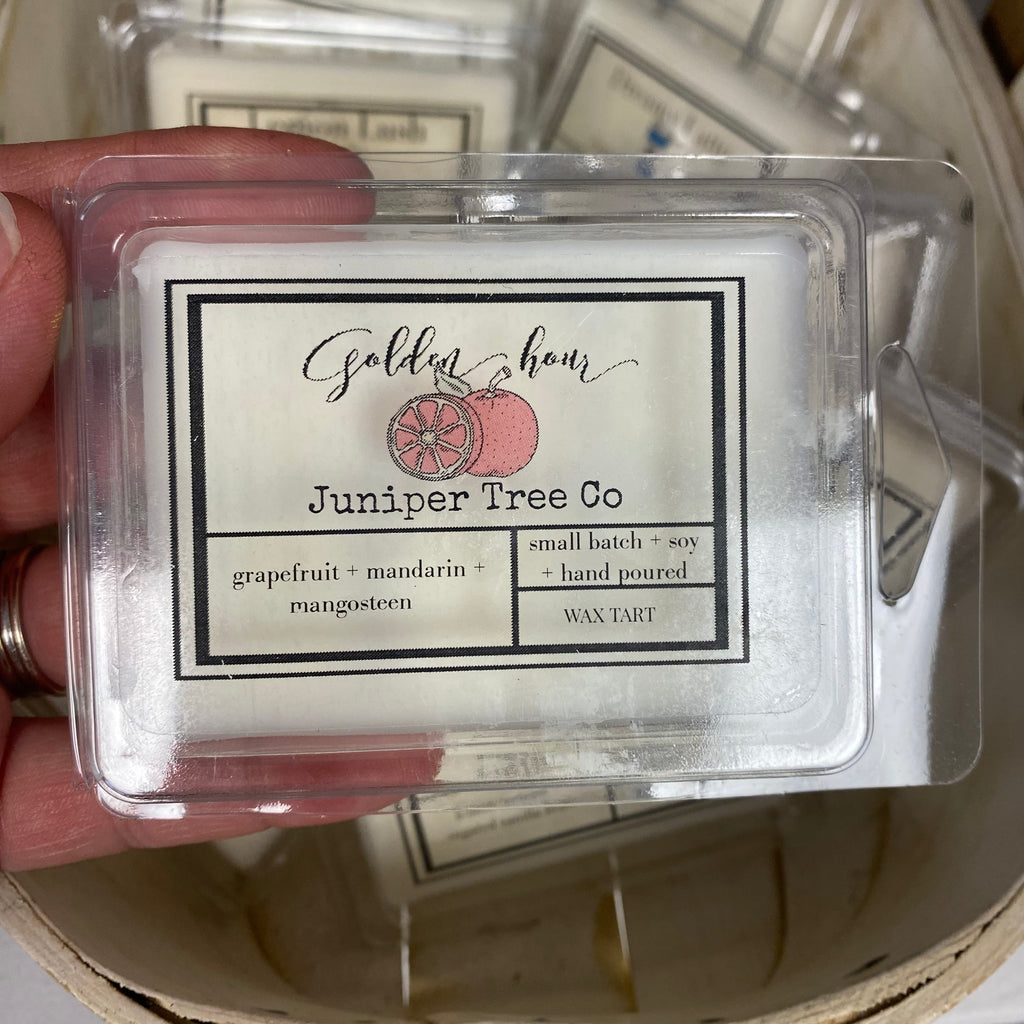 Golden hour
Juniper Tree Co
grapefruit + mandarin +
mangosteen
small batch + soy
+ hand poured
WAX TART